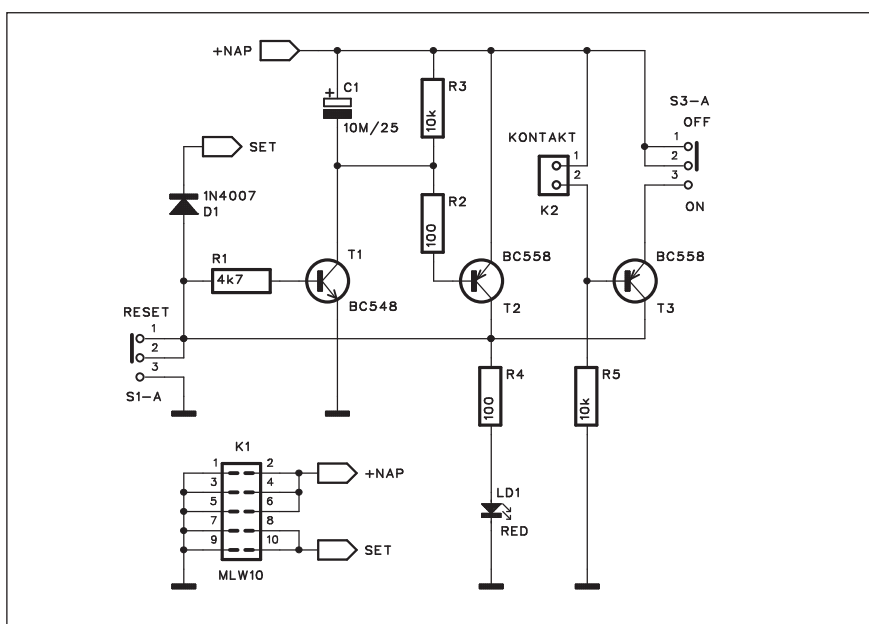 +NAP
C1
+
10M/25
R3
10k
S3-A
OFF
1
2
3
ON
SET
KONTAKT
1
2
K2
1N4007
D1
R2
100
R1
4k7
T1
BC548
BC558
T2
BC558
T3
RESET
1
2
3
S1-A
R4
100
R5
10k
K1
1 2
3 4
5 6
7 8
9 10
MLW10
+NAP
SET
LD1
RED